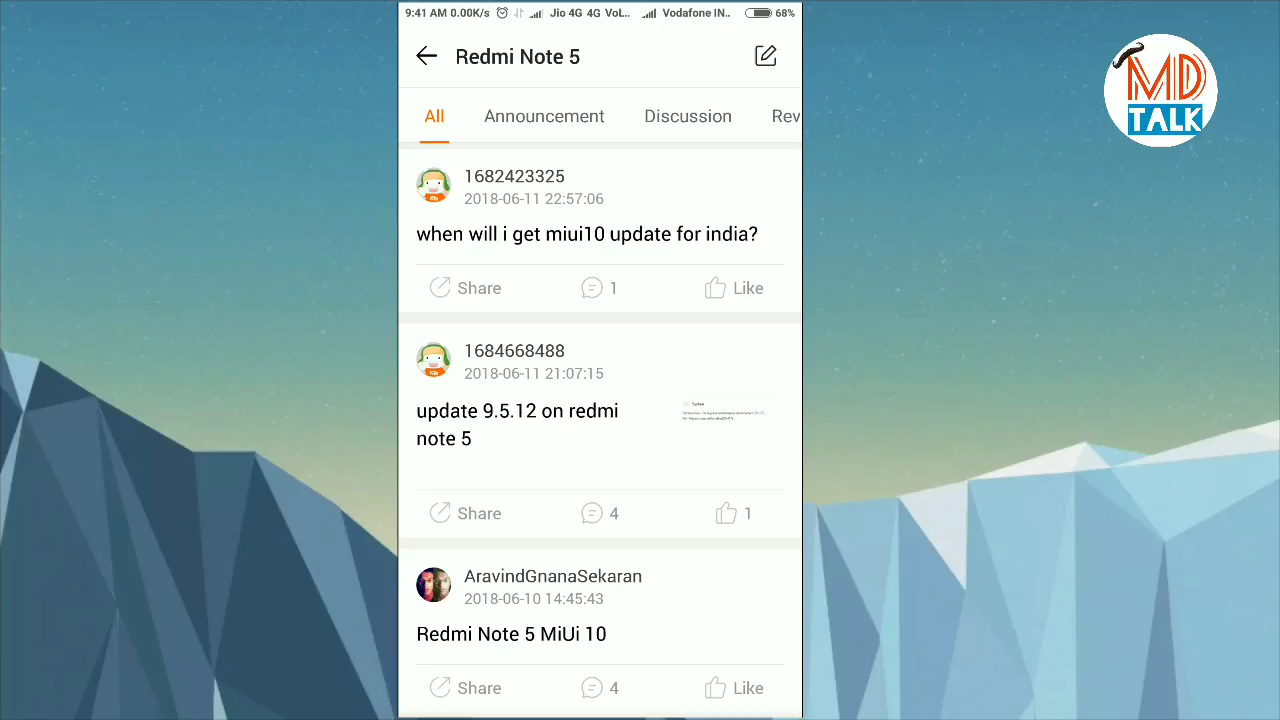 9:41 AM 0.00K/s Jio 4G 4G VoL... Vodafone IN... 68%
Redmi Note 5
MD
TALK
All Announcement Discussion Rev
1682423325
2018-06-11 22:57:06
when will i get miui10 update for india?
Share 1 Like
1684668488
2018-06-11 21:07:15
update 9.5.12 on redmi
note 5
System
Share 4 1
AravindGnanaSekaran
2018-06-10 14:45:43
Redmi Note 5 MiUi 10
Share 4 Like